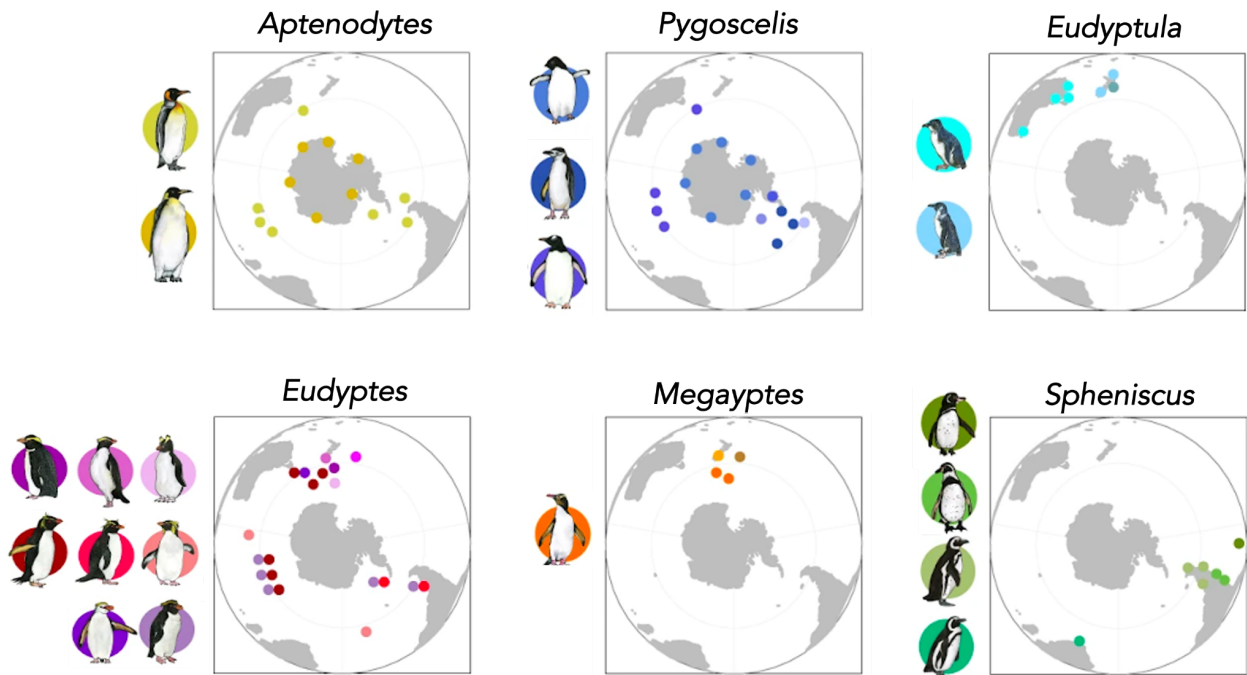 Aptenodytes
Pygoscelis
Eudyptula
Eudyptes
Megayptes
Spheniscus